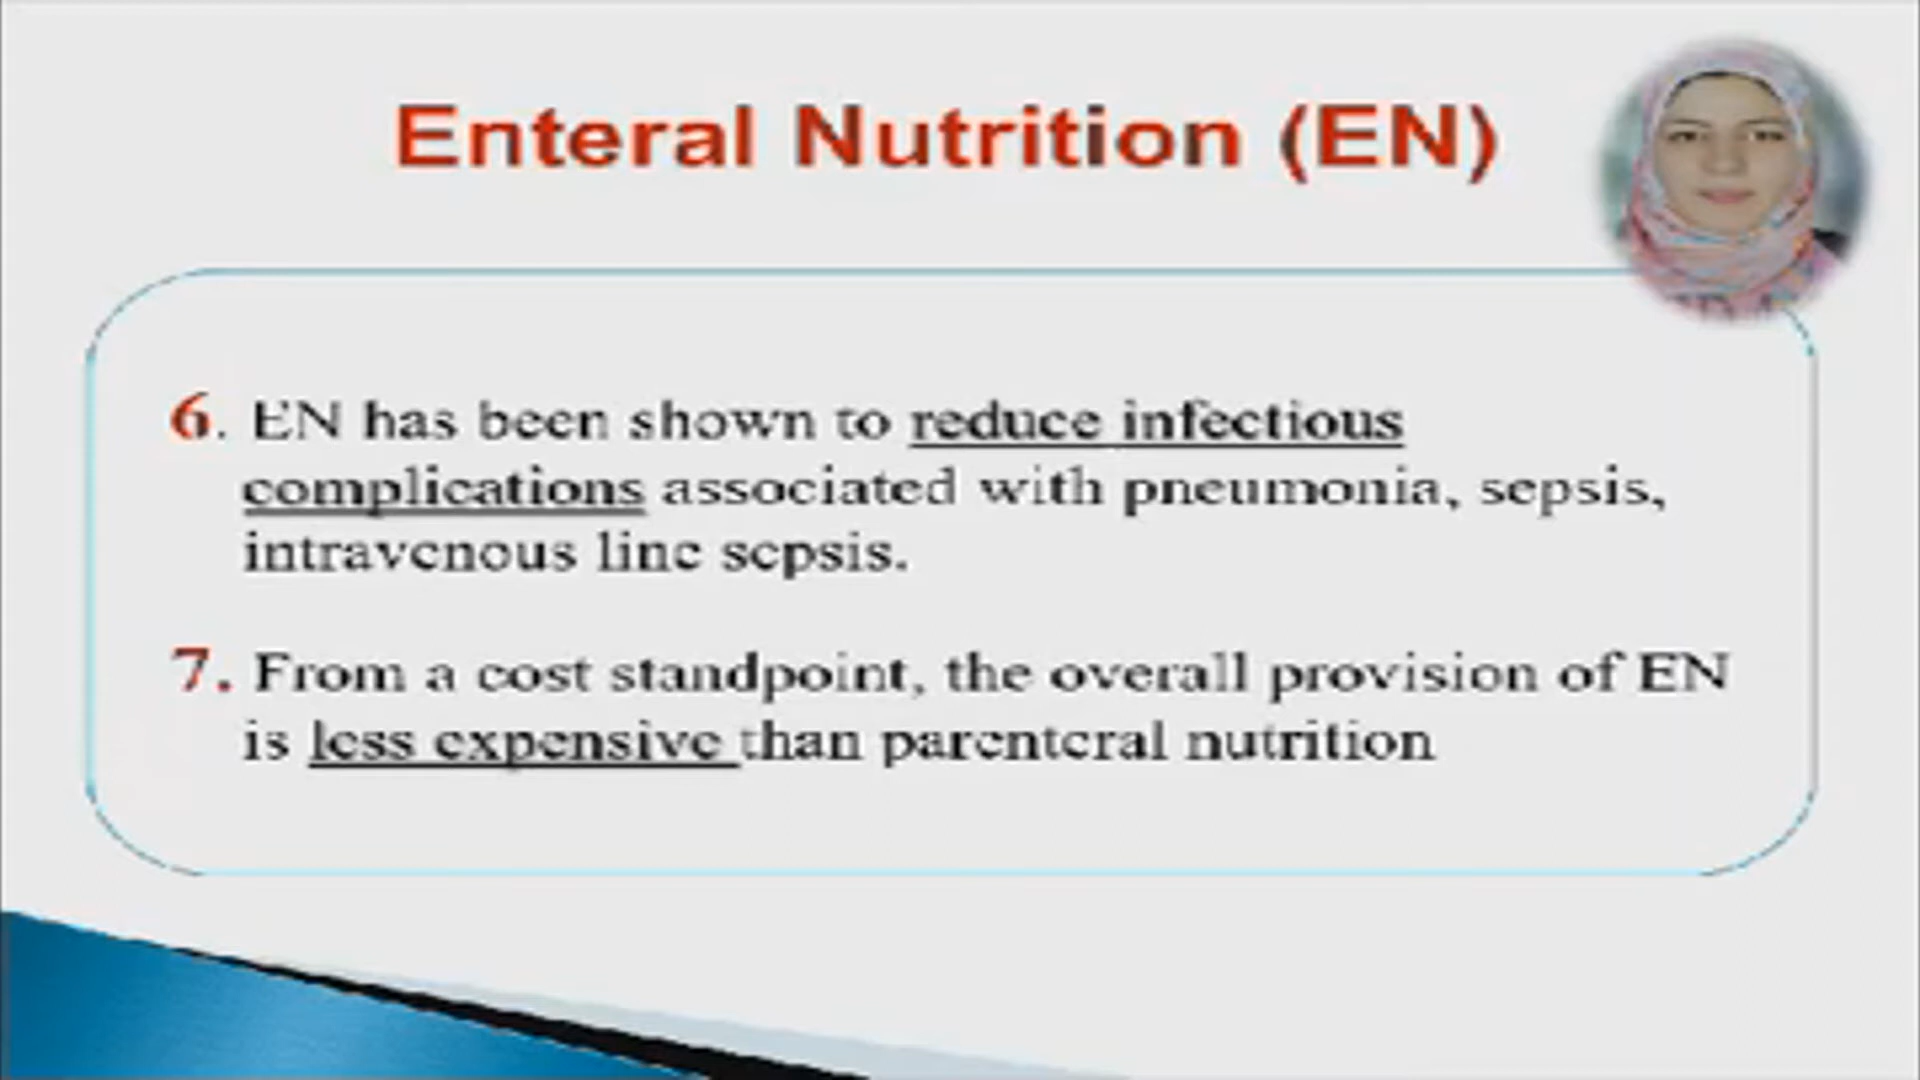 Enteral Nutrition (EN)
6. EN has been shown to reduce infectious
complications associated with pneumonia, sepsis,
intravenous line sepsis.
7. From a cost standpoint, the overall provision of EN
is less expensive than parenteral nutrition